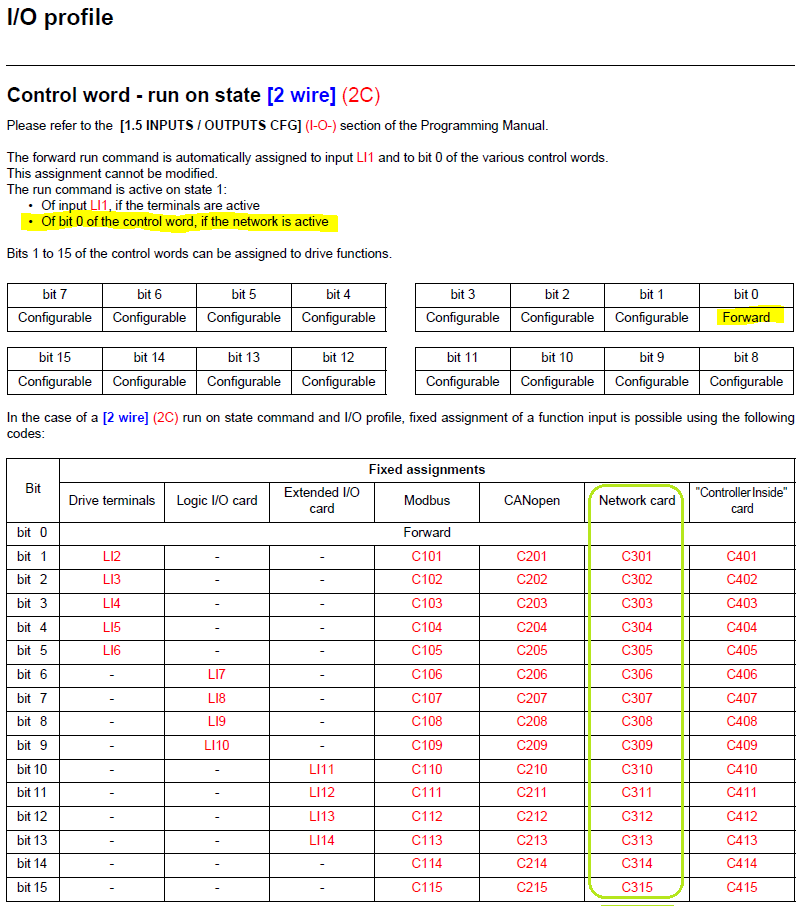 I/O profile
Control word - run on state [2 wire] (2C)
Please refer to the [1.5 INPUTS / OUTPUTS CFG] (I-O-) section of the Programming Manual.
The forward run command is automatically assigned to input LI1 and to bit 0 of the various control words.
This assignment cannot be modified.
The run command is active on state 1:
• Of input LI1, if the terminals are active
• Of bit 0 of the control word, if the network is active
Bits 1 to 15 of the control words can be assigned to drive functions.
bit 7 bit 6 bit 5 bit 4 bit 3 bit 2 bit 1 bit 0
Configurable Configurable Configurable Configurable Configurable Configurable Configurable Forward
bit 15 bit 14 bit 13 bit 12 bit 11 bit 10 bit 9 bit 8
Configurable Configurable Configurable Configurable Configurable Configurable Configurable Configurable
In the case of a [2 wire] (2C) run on state command and I/O profile, fixed assignment of a function input is possible using the following
codes:
Bit Fixed assignments
Drive terminals Logic I/O card Extended I/O card Modbus CANopen Network card "Controller Inside" card
bit 0 Forward
bit 1 LI2 - - C101 C201 C301 C401
bit 2 LI3 - - C102 C202 C302 C402
bit 3 LI4 - - C103 C203 C303 C403
bit 4 LI5 - - C104 C204 C304 C404
bit 5 LI6 - - C105 C205 C305 C405
bit 6 - LI7 - C106 C206 C306 C406
bit 7 - LI8 - C107 C207 C307 C407
bit 8 - LI9 - C108 C208 C308 C408
bit 9 - LI10 - C109 C209 C309 C409
bit 10 - - LI11 C110 C210 C310 C410
bit 11 - - LI12 C111 C211 C311 C411
bit 12 - - LI13 C112 C212 C312 C412
bit 13 - - LI14 C113 C213 C313 C413
bit 14 - - - C114 C214 C314 C414
bit 15 - - - C115 C215 C315 C415